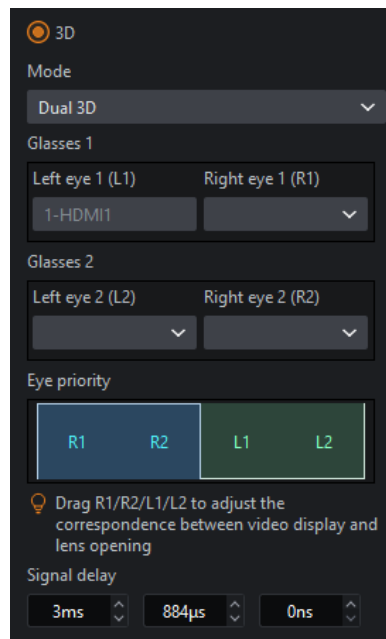 3D
Mode
Dual 3D
Glasses 1
Left eye 1 (L1) Right eye 1 (R1)
1-HDMI1
Glasses 2
Left eye 2 (L2) Right eye 2 (R2)
Eye priority
R1 R2 L1 L2
Drag R1/R2/L1/L2 to adjust the
correspondence between video display and
lens opening
Signal delay
3ms 884μs 0ns